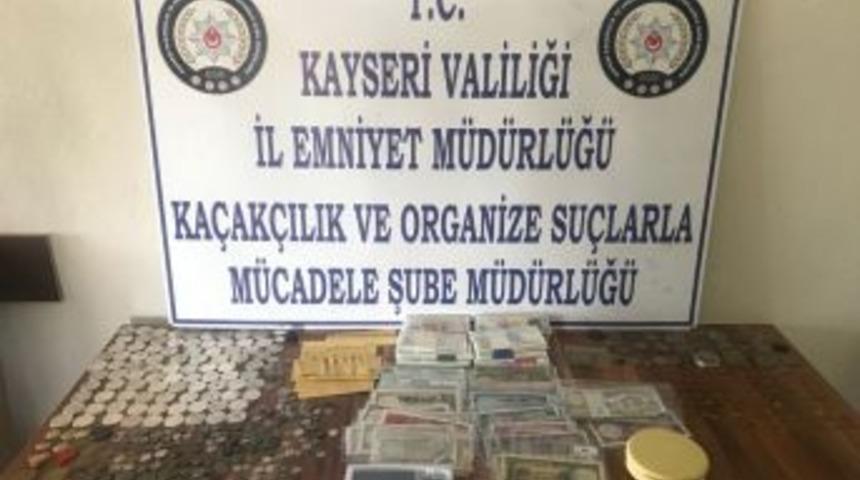 T.C.
KAYSERİ VALİLİĞİ
İL EMNİYET MÜDÜRLÜĞÜ
KAÇAKÇILIK VE ORGANİZE SUÇLARLA
MÜCADELE ŞUBE MÜDÜRLÜĞÜ